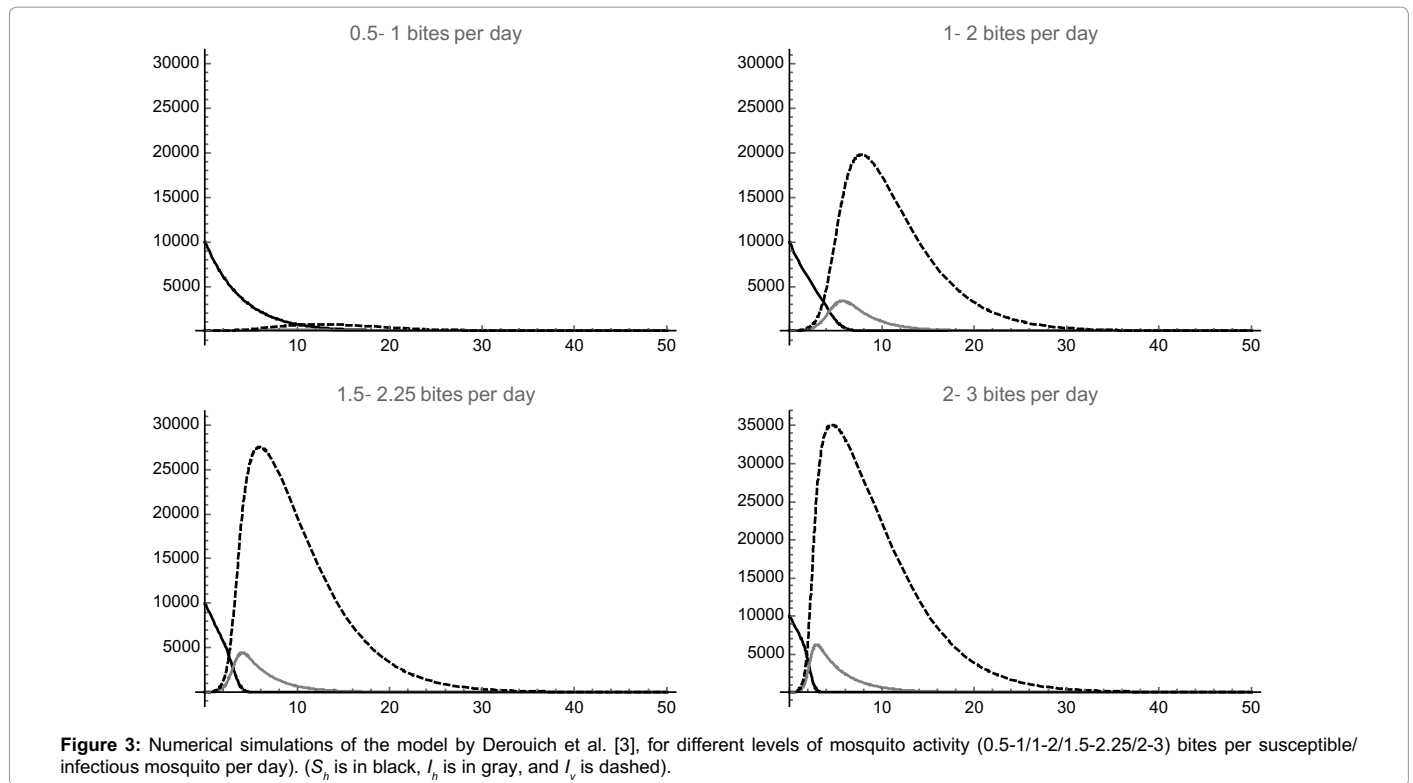 0.5- 1 bites per day
30000
25000
20000
15000
10000
5000
10 20 30 40 50
1- 2 bites per day
30000
25000
20000
15000
10000
5000
10 20 30 40 50
1.5- 2.25 bites per day
30000
25000
20000
15000
10000
5000
10 20 30 40 50
2- 3 bites per day
35000
30000
25000
20000
15000
10000
5000
10 20 30 40 50
Figure 3: Numerical simulations of the model by Derouich et al. [3], for different levels of mosquito activity (0.5-1/1-2/1.5-2.25/2-3) bites per susceptible/
infectious mosquito per day). (S_h is in black, I_h is in gray, and I_v is dashed).